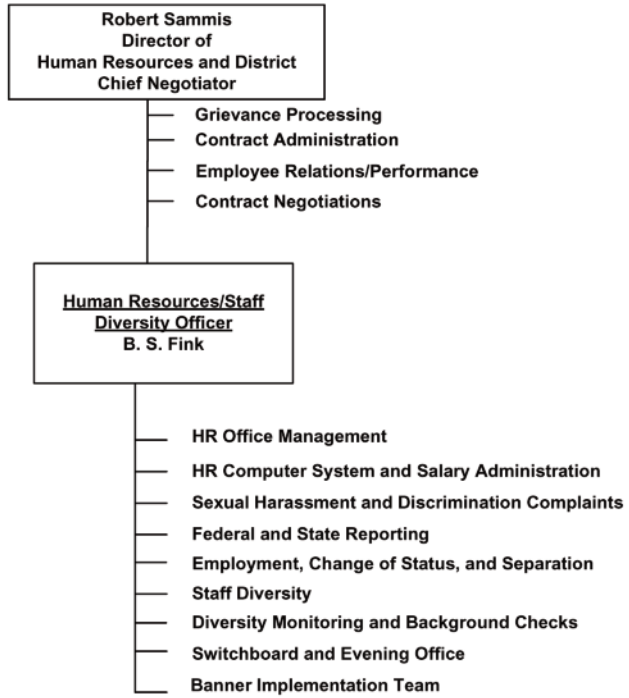 Robert Sammis
Director of
Human Resources and District
Chief Negotiator
Grievance Processing
Contract Administration
Employee Relations/Performance
Contract Negotiations
Human Resources/Staff
Diversity Officer
B. S. Fink
HR Office Management
HR Computer System and Salary Administration
Sexual Harassment and Discrimination Complaints
Federal and State Reporting
Employment, Change of Status, and Separation
Staff Diversity
Diversity Monitoring and Background Checks
Switchboard and Evening Office
Banner Implementation Team